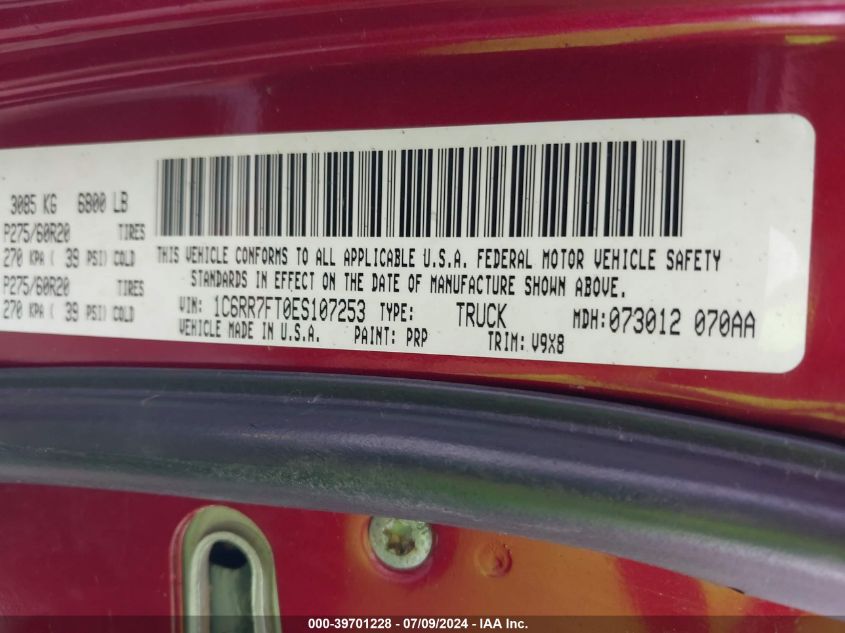 3085 KG 6800 LB
P275/60R20 TIRES
270 KPA ( 39 PSI) COLD
P275/60R20 TIRES
270 KPA ( 39 PSI) COLD
THIS VEHICLE CONFORMS TO ALL APPLICABLE U.S.A. FEDERAL MOTOR VEHICLE SAFETY
STANDARDS IN EFFECT ON THE DATE OF MANUFACTURE SHOWN ABOVE.
VIN: 1C6RR7FT0ES107253 TYPE: TRUCK MDH:073012 070AA
VEHICLE MADE IN U.S.A. PAINT: PRP TRIM: V9X8
000-39701228 - 07/09/2024 - IAA Inc.